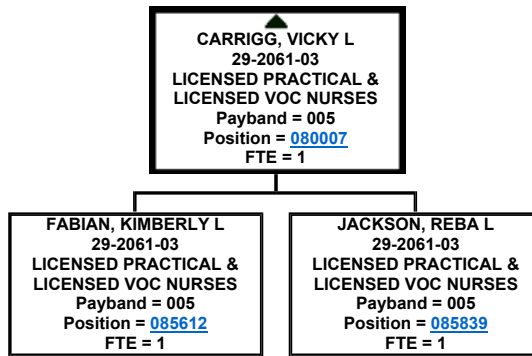 CARRIGG, VICKY L
29-2061-03
LICENSED PRACTICAL &
LICENSED VOC NURSES
Payband = 005
Position = 080007
FTE = 1
FABIAN, KIMBERLY L
29-2061-03
LICENSED PRACTICAL &
LICENSED VOC NURSES
Payband = 005
Position = 085612
FTE = 1
JACKSON, REBA L
29-2061-03
LICENSED PRACTICAL &
LICENSED VOC NURSES
Payband = 005
Position = 085839
FTE = 1